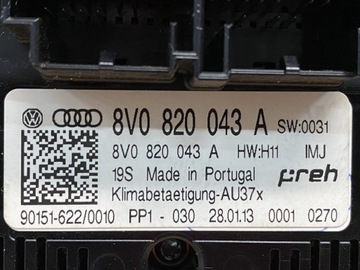 8V0 820 043 A SW:0031
8V0 820 043 A HW:H11 IMJ
19S Made in Portugal preh
Klimabetaetigung-AU37x
90151-622/0010 PP1 - 030 28.01.13 0001 0270